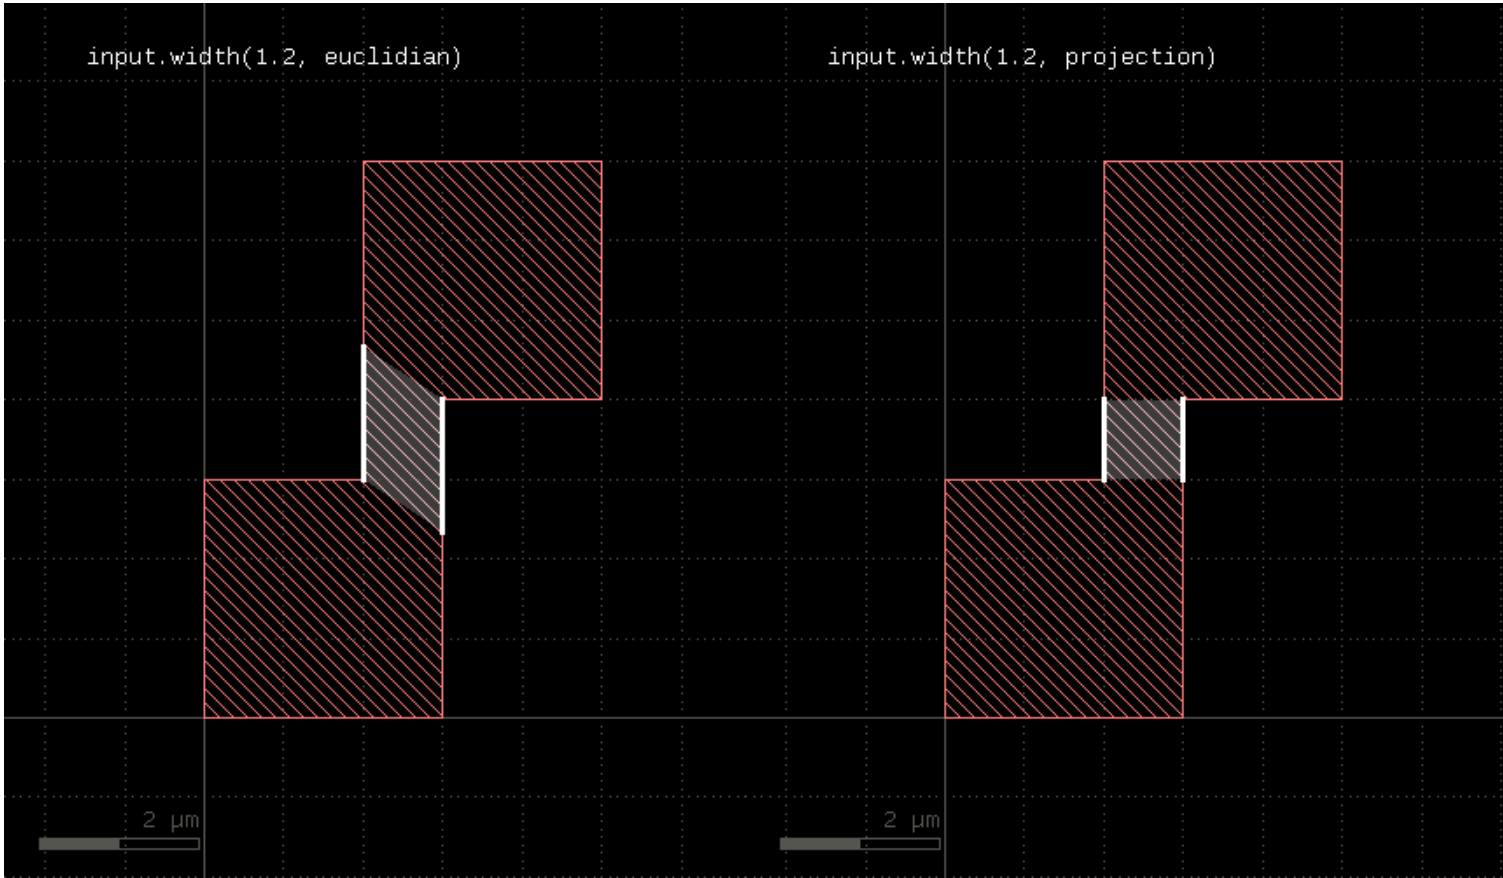 input.width(1.2, euclidian)
input.width(1.2, projection)
2 µm
2 µm